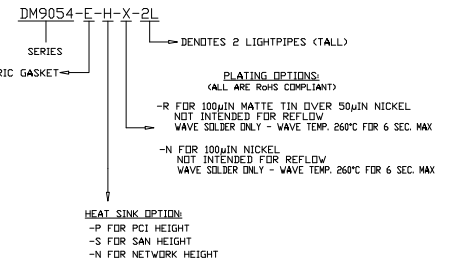 DM9054-E-H-X-2L
DENOTES 2 LIGHTPIPES (TALL)
SERIES
RIC GASKET
PLATING OPTIONS:
(ALL ARE RoHS COMPLIANT)
-R FOR 100µIN MATTE TIN OVER 50µIN NICKEL
NOT INTENDED FOR REFLOW
WAVE SOLDER ONLY - WAVE TEMP. 260°C FOR 6 SEC. MAX
-N FOR 100µIN NICKEL
NOT INTENDED FOR REFLOW
WAVE SOLDER ONLY - WAVE TEMP. 260°C FOR 6 SEC. MAX
HEAT SINK OPTION:
-P FOR PCI HEIGHT
-S FOR SAN HEIGHT
-N FOR NETWORK HEIGHT